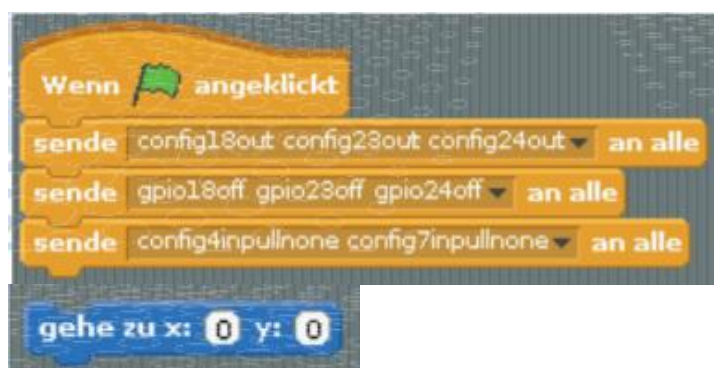 Wenn angeklickt
sende config18out config23out config24out an alle
sende gpio18off gpio23off gpio24off an alle
sende config4inpullnone config7inpullnone an alle
gehe zu x: 0 y: 0